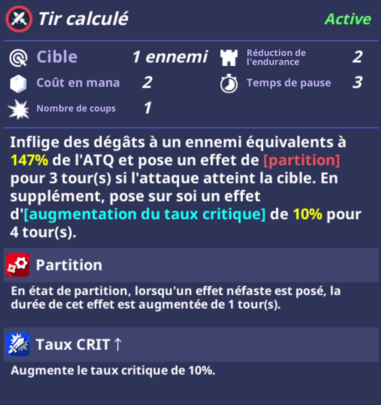 Tir calculé
Active
Cible 1 ennemi
Réduction de
l'endurance 2
Coût en mana 2
Temps de pause 3
Nombre de coups 1
Inflige des dégâts à un ennemi équivalents à
147% de l'ATQ et pose un effet de [partition]
pour 3 tour(s) si l'attaque atteint la cible. En
supplément, pose sur soi un effet
d'[augmentation du taux critique] de 10% pour
4 tour(s).
Partition
En état de partition, lorsqu'un effet néfaste est posé, la
durée de cet effet est augmentée de 1 tour(s).
Taux CRIT↑
Augmente le taux critique de 10%.